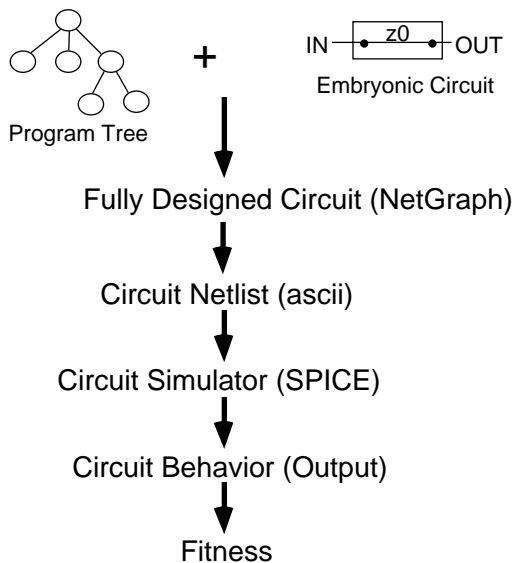 +
IN z0 OUT
Embryonic Circuit
Program Tree
Fully Designed Circuit (NetGraph)
Circuit Netlist (ascii)
Circuit Simulator (SPICE)
Circuit Behavior (Output)
Fitness